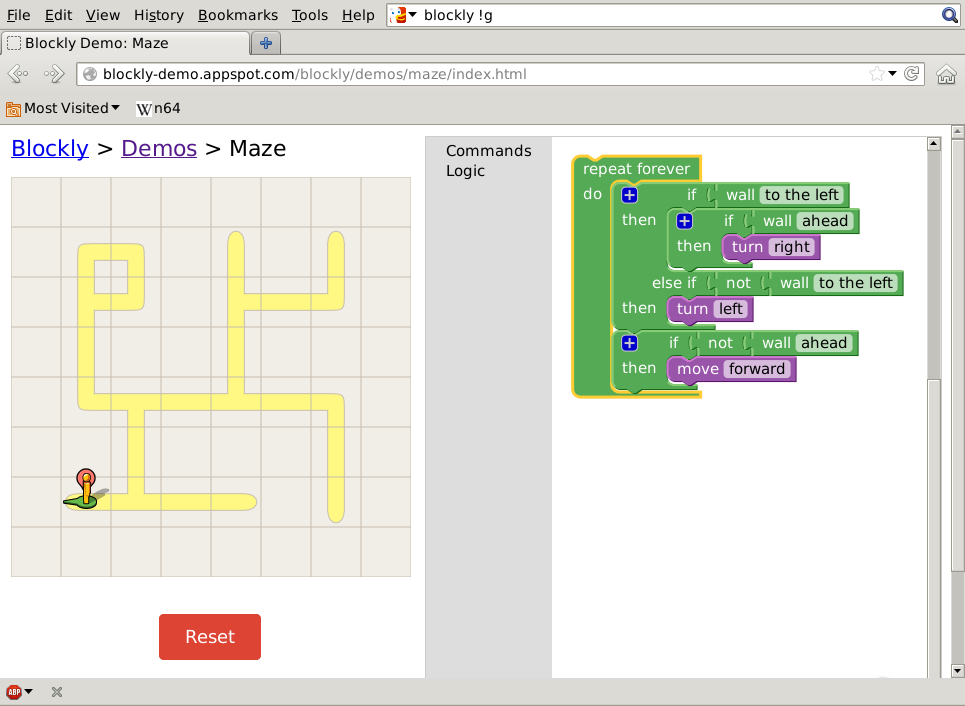 File Edit View History Bookmarks Tools Help blockly !g
Blockly Demo: Maze
blockly-demo.appspot.com/blockly/demos/maze/index.html
Most Visited W n64
Blockly > Demos > Maze
Commands
Logic
repeat forever
do if wall to the left
then if wall ahead
then turn right
else if not wall to the left
then turn left
if not wall ahead
then move forward
Reset
ABP